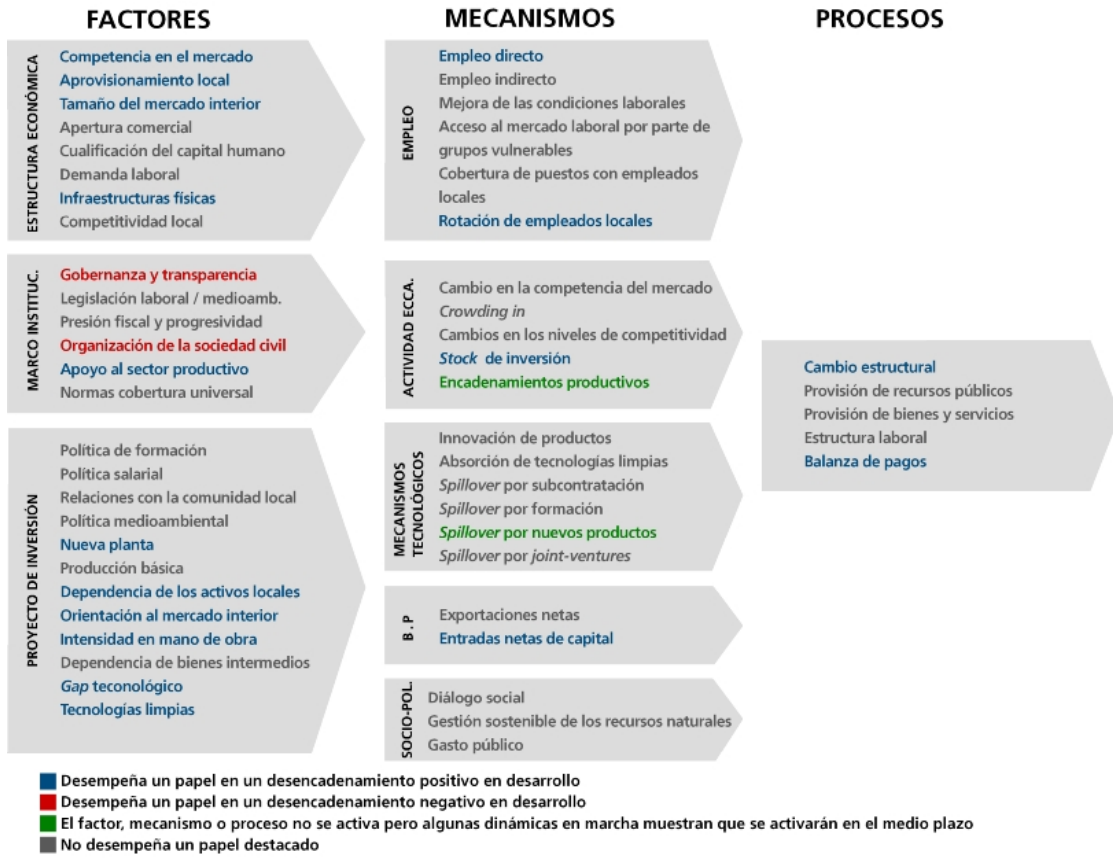 FACTORES
MECANISMOS
PROCESOS
ESTRUCTURA ECONÓMICA
Competencia en el mercado
Aprovisionamiento local
Tamaño del mercado interior
Apertura comercial
Cualificación del capital humano
Demanda laboral
Infraestructuras físicas
Competitividad local
MARCO INSTITUC.
Gobernanza y transparencia
Legislación laboral / medioamb.
Presión fiscal y progresividad
Organización de la sociedad civil
Apoyo al sector productivo
Normas cobertura universal
PROYECTO DE INVERSIÓN
Política de formación
Política salarial
Relaciones con la comunidad local
Política medioambiental
Nueva planta
Producción básica
Dependencia de los activos locales
Orientación al mercado interior
Intensidad en mano de obra
Dependencia de bienes intermedios
Gap teconológico
Tecnologías limpias
EMPLEO
Empleo directo
Empleo indirecto
Mejora de las condiciones laborales
Acceso al mercado laboral por parte de
grupos vulnerables
Cobertura de puestos con empleados
locales
Rotación de empleados locales
ACTIVIDAD ECCA.
Cambio en la competencia del mercado
Crowding in
Cambios en los niveles de competitividad
Stock de inversión
Encadenamientos productivos
MECANISMOS
TECNOLÓGICOS
Innovación de productos
Absorción de tecnologías limpias
Spillover por subcontratación
Spillover por formación
Spillover por nuevos productos
Spillover por joint-ventures
B.P
Exportaciones netas
Entradas netas de capital
SOCIO-POL.
Diálogo social
Gestión sostenible de los recursos naturales
Gasto público
Cambio estructural
Provisión de recursos públicos
Provisión de bienes y servicios
Estructura laboral
Balanza de pagos
Desempeña un papel en un desencadenamiento positivo en desarrollo
Desempeña un papel en un desencadenamiento negativo en desarrollo
El factor, mecanismo o proceso no se activa pero algunas dinámicas en marcha muestran que se activarán en el medio plazo
No desempeña un papel destacado